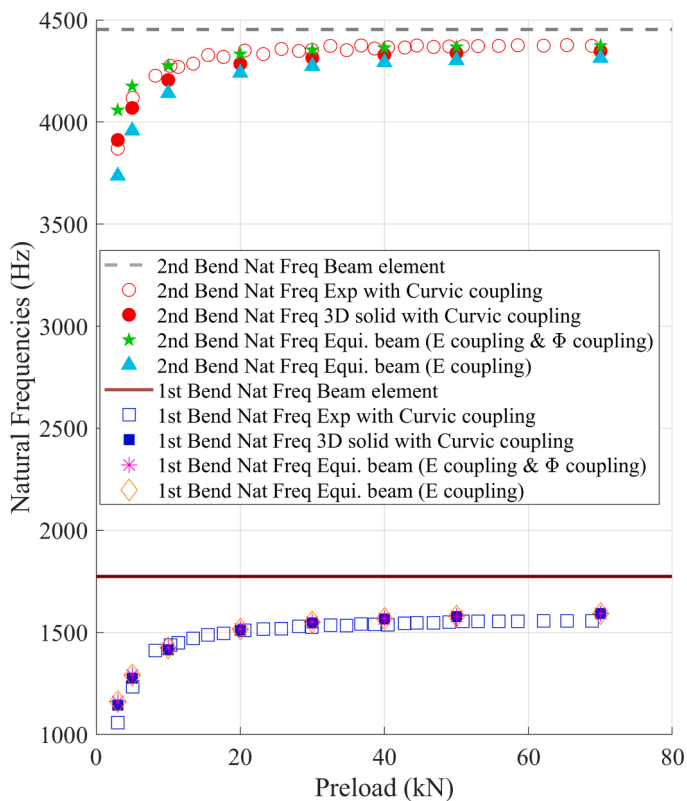 4500
4000
3500
3000
2500
2000
1500
1000
Natural Frequencies (Hz)
2nd Bend Nat Freq Beam element
2nd Bend Nat Freq Exp with Curvic coupling
2nd Bend Nat Freq 3D solid with Curvic coupling
2nd Bend Nat Freq Equi. beam (E coupling & Φ coupling)
2nd Bend Nat Freq Equi. beam (E coupling)
1st Bend Nat Freq Beam element
1st Bend Nat Freq Exp with Curvic coupling
1st Bend Nat Freq 3D solid with Curvic coupling
1st Bend Nat Freq Equi. beam (E coupling & Φ coupling)
1st Bend Nat Freq Equi. beam (E coupling)
0 20 40 60 80
Preload (kN)